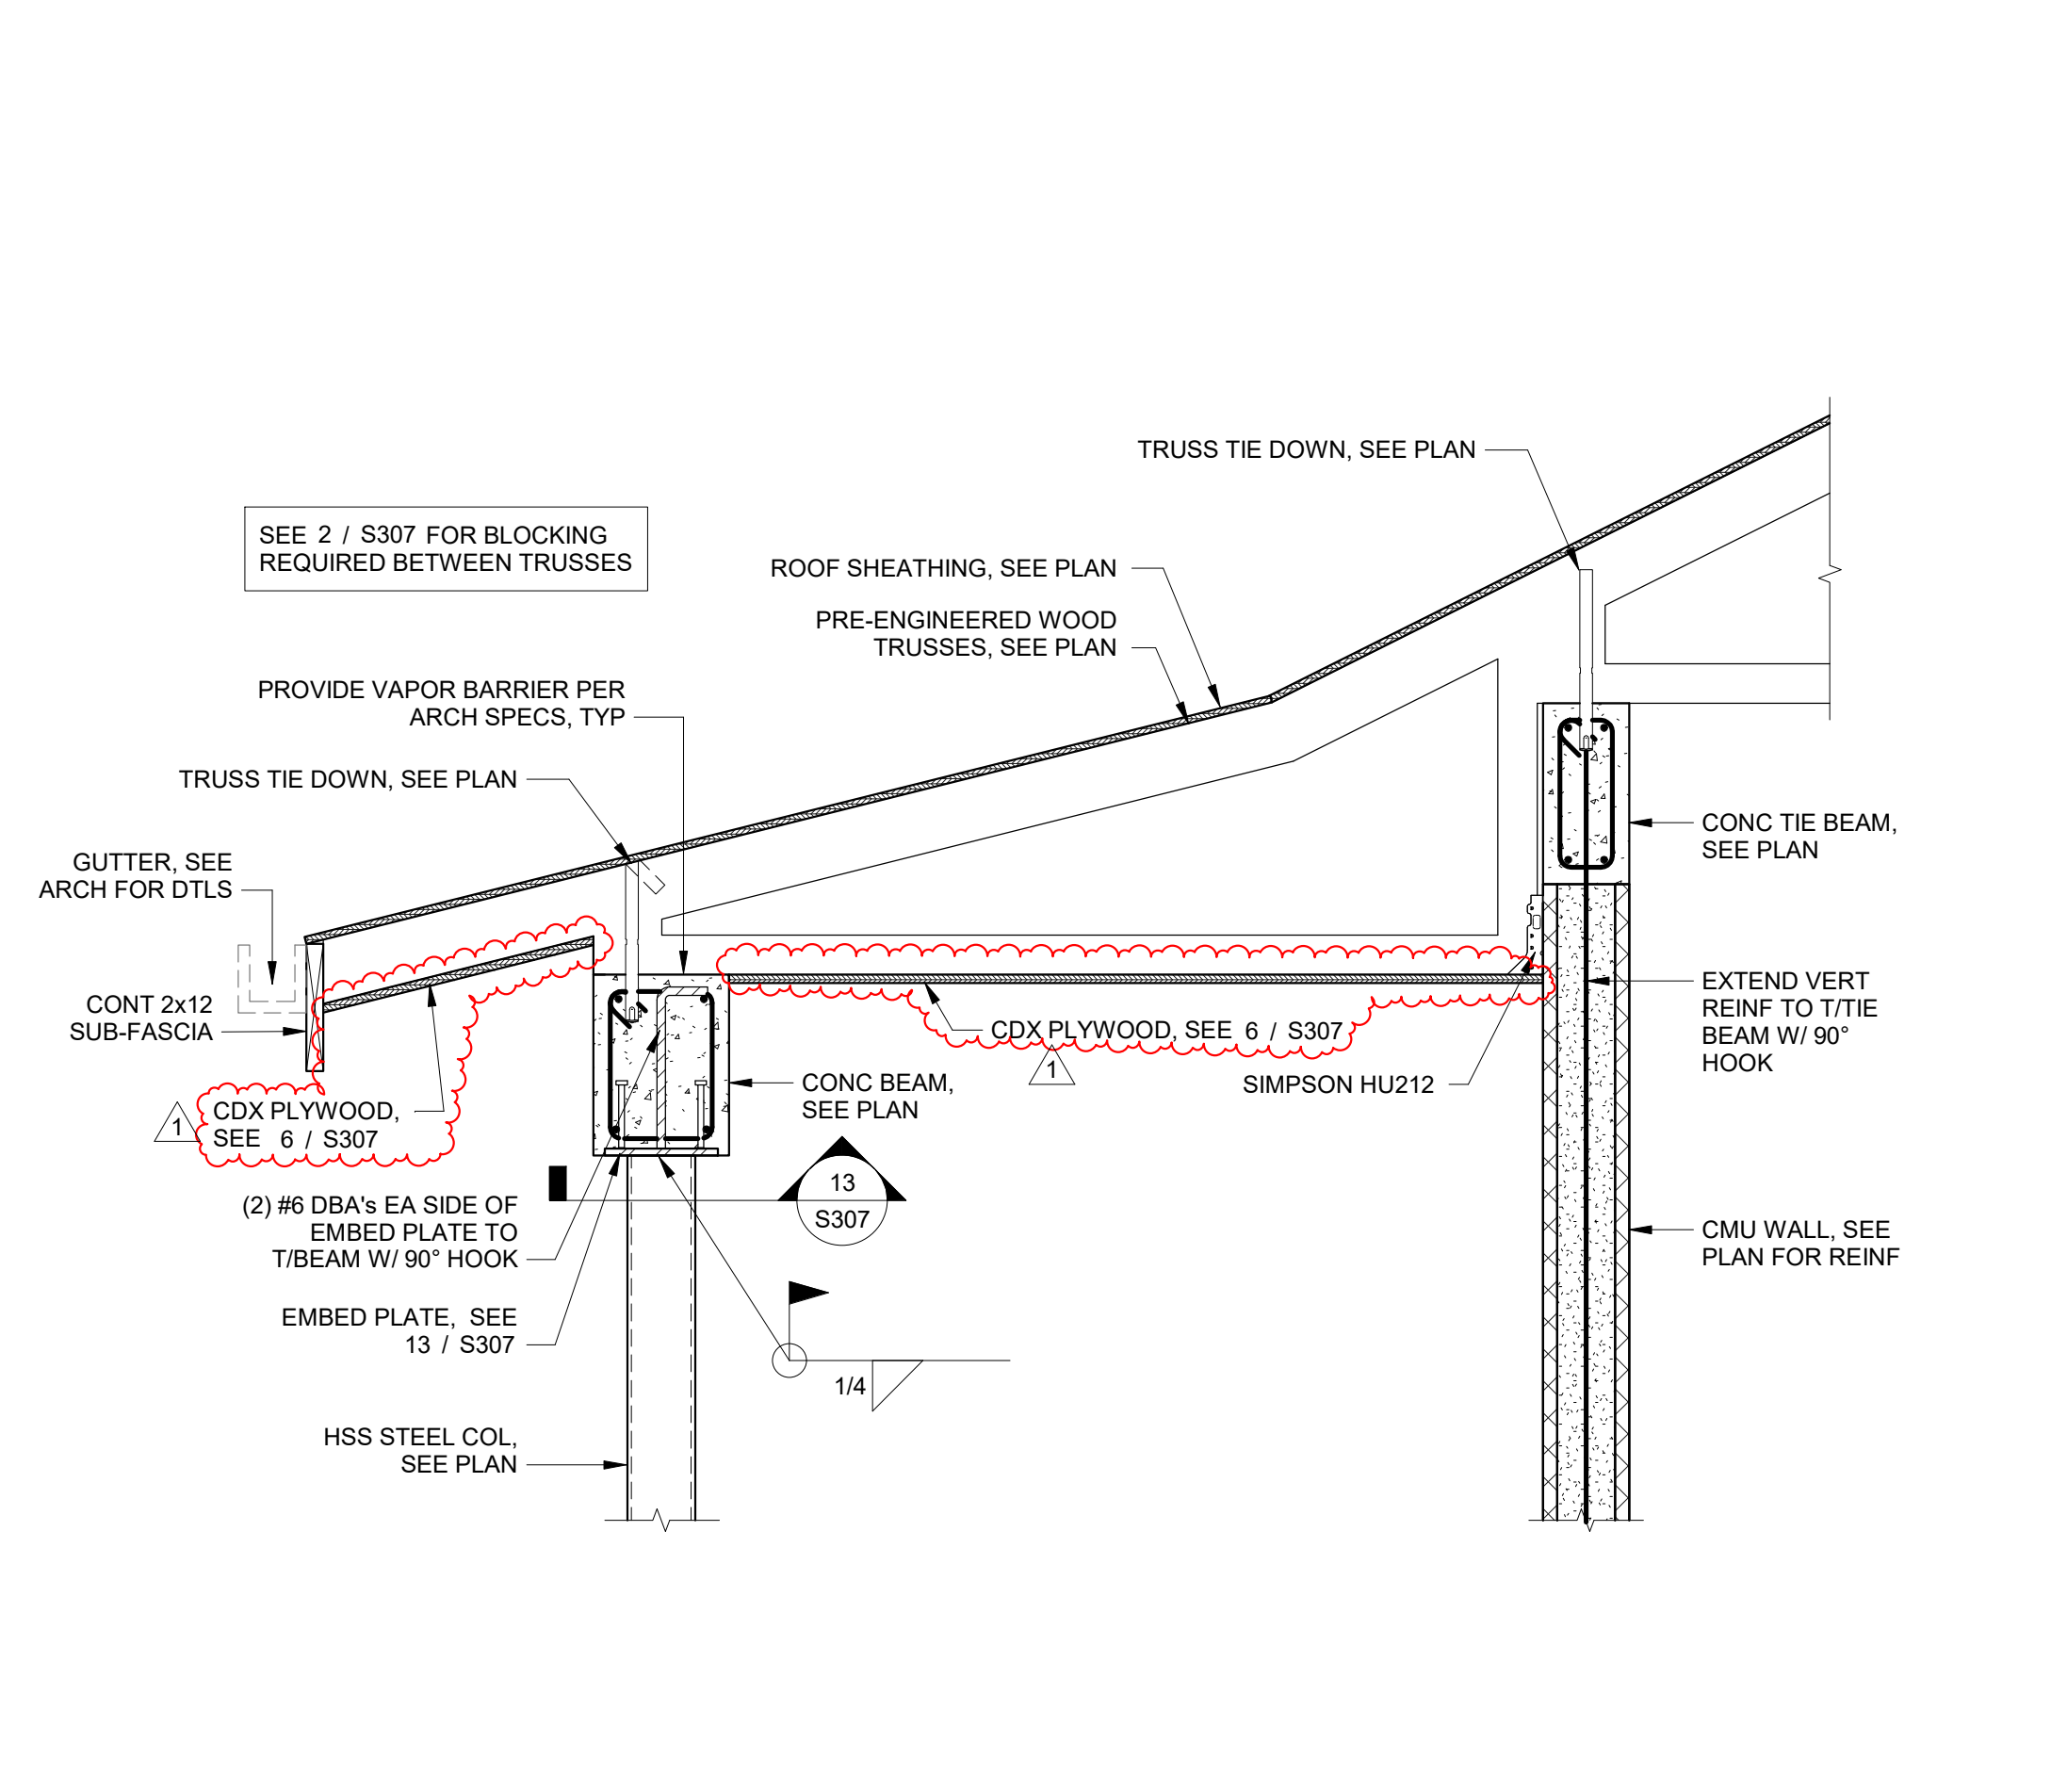 TRUSS TIE DOWN, SEE PLAN
SEE 2 / S307 FOR BLOCKING
REQUIRED BETWEEN TRUSSES
ROOF SHEATHING, SEE PLAN
PRE-ENGINEERED WOOD
TRUSSES, SEE PLAN
PROVIDE VAPOR BARRIER PER
ARCH SPECS, TYP
TRUSS TIE DOWN, SEE PLAN
CONC TIE BEAM,
SEE PLAN
GUTTER, SEE
ARCH FOR DTLS
CONT 2x12
SUB-FASCIA
EXTEND VERT
REINF TO T/TIE
BEAM W/ 90°
HOOK
CDX PLYWOOD, SEE 6 / S307
1
SIMPSON HU212
CONC BEAM,
SEE PLAN
1
CDX PLYWOOD,
SEE 6 / S307
13
S307
(2) #6 DBA's EA SIDE OF
EMBED PLATE TO
T/BEAM W/ 90° HOOK
CMU WALL, SEE
PLAN FOR REINF
EMBED PLATE, SEE
13 / S307
1/4
HSS STEEL COL,
SEE PLAN